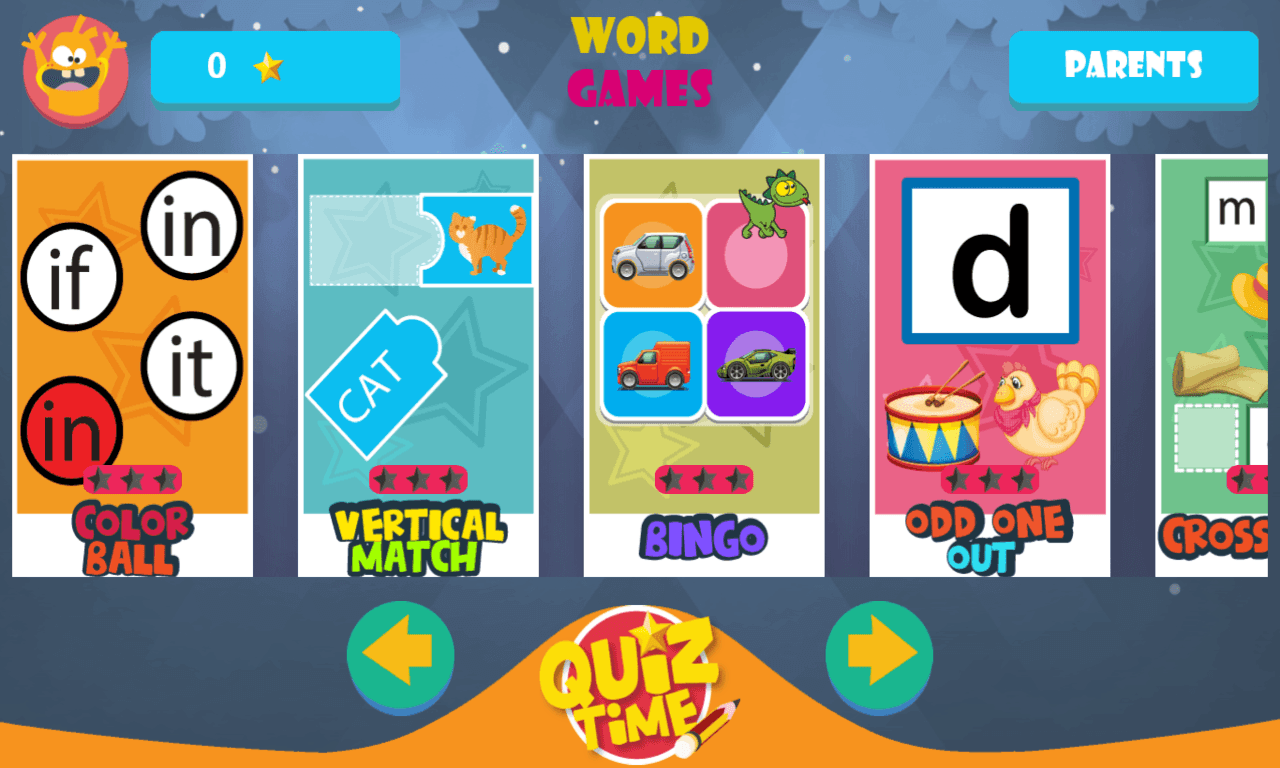 0
WORD
GAMES
PARENTS
in
if
it
in
COLOR
BALL
CAT
VERTICAL
MATCH
BINGO
d
ODD ONE
OUT
m
CROSS
QUIZ
TIME